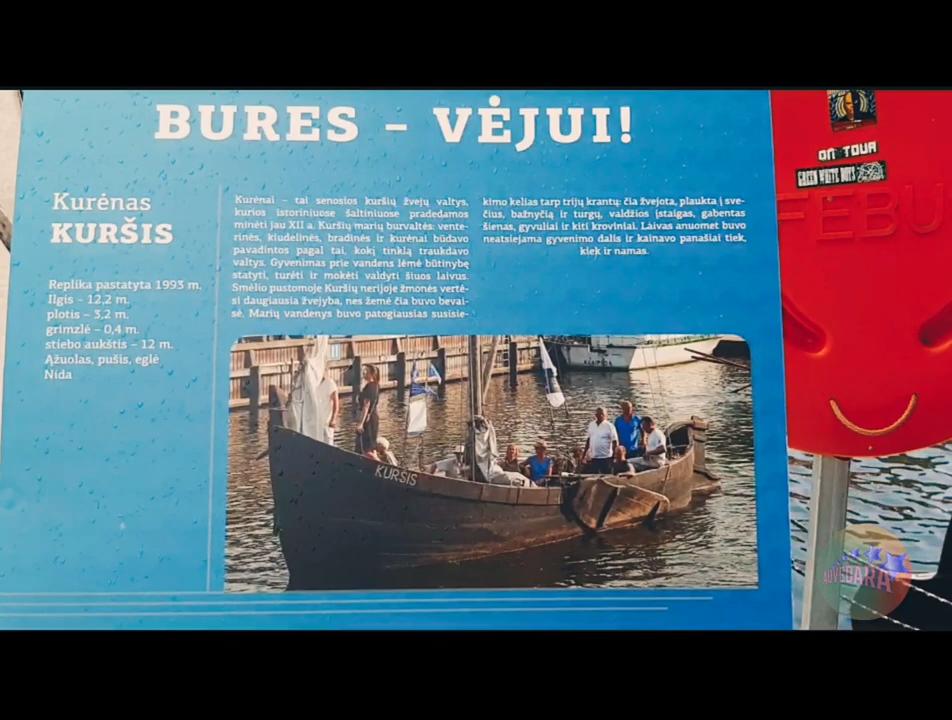 BURES – VĖJUI!
Kurėnas
KURŠIS
Replika pastatyta 1993 m.
Ilgis – 12,2 m.
plotis – 3,2 m.
grimzlė – 0,4 m.
stiebo aukštis – 12 m.
Ąžuolas, pušis, eglė
Nida
Kurėnai – tai senosios kuršių žvejų valtys,
kurios istoriniuose šaltiniuose pradedamos
minėti jau XII a. Kuršių marių burvaltės: vente-
rinės, kiudelinės, bradinės ir kurėnai būdavo
pavadintos pagal tai, kokį tinklą traukdavo
valtys. Gyvenimas prie vandens lėmė būtinybę
statyti, turėti ir mokėti valdyti šiuos laivus.
Smėlio pustomoje Kuršių nerijoje žmonės vertė-
si daugiausia žvejyba, nes žemė čia buvo bevai-
sė. Marių vandenys buvo patogiausias susisie-
kimo kelias tarp trijų krantų: čia žvejota, plaukta į sve-
čius, bažnyčią ir turgų, valdžios įstaigas, gabentas
šienas, gyvuliai ir kiti kroviniai. Laivas anuomet buvo
neatsiejama gyvenimo dalis ir kainavo panašiai tiek,
kiek ir namas.
KURSIS
ON TOUR
GREEN WHITE BOYS
FEBU